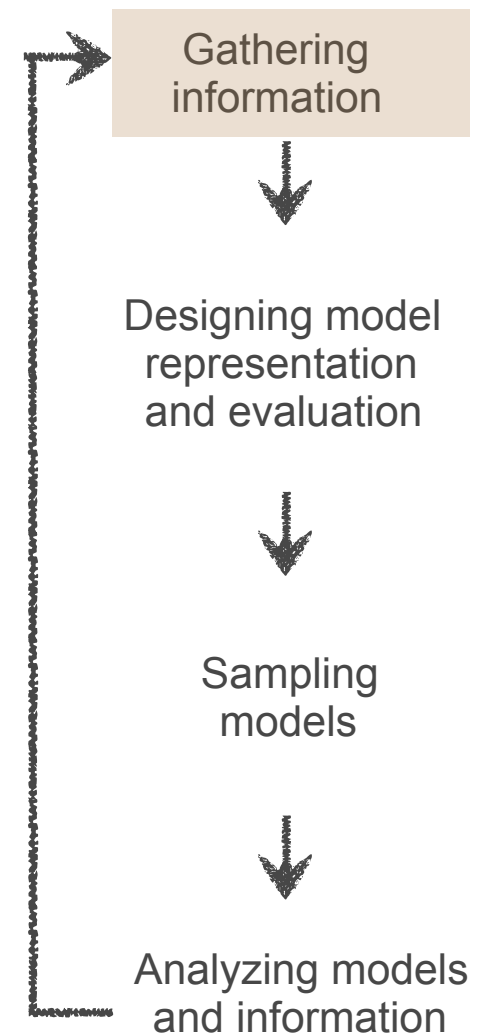 Gathering
information
Designing model
representation
and evaluation
Sampling
models
Analyzing models
and information